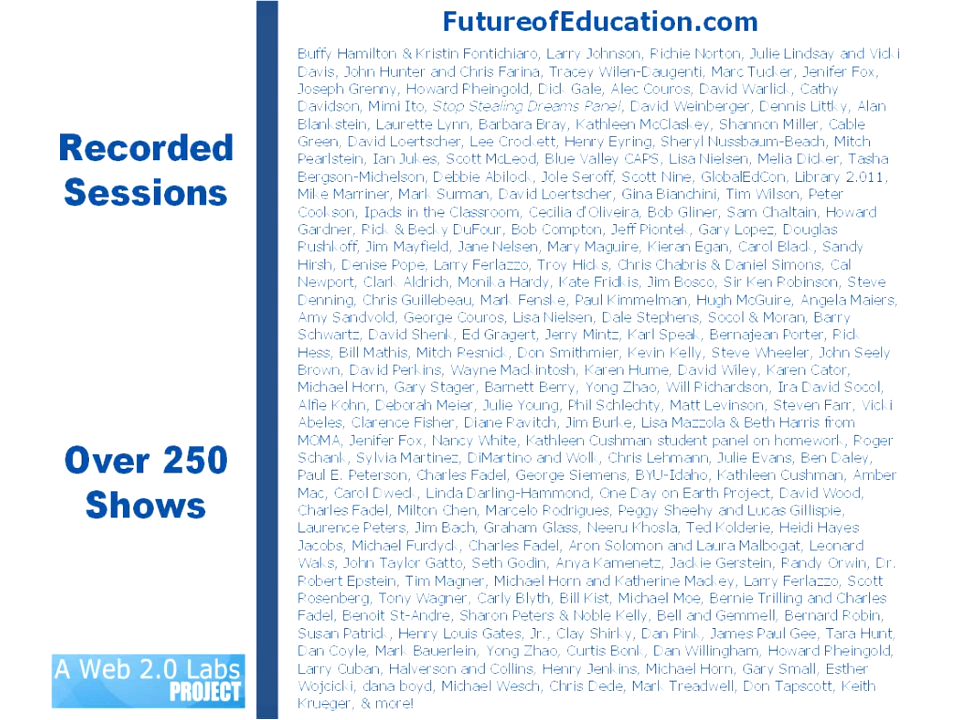 FutureofEducation.com
Recorded
Sessions
Over 250
Shows
A Web 2.0 Labs
PROJECT
Buffy Hamilton & Kristin Fontichiaro, Larry Johnson, Richie Norton, Julie Lindsay and Vicki
Davis, John Hunter and Chris Farina, Tracey Wilen-Daugenti, Marc Tucker, Jenifer Fox,
Joseph Grenny, Howard Rheingold, Dick Gale, Alec Couros, David Warlick, Cathy
Davidson, Mimi Ito, Stop Stealing Dreams Panel, David Weinberger, Dennis Littky, Alan
Blankstein, Laurette Lynn, Barbara Bray, Kathleen McClaskey, Shannon Miller, Cable
Green, David Loertscher, Lee Crockett, Henry Eyring, Sheryl Nussbaum-Beach, Mitch
Pearlstein, Ian Jukes, Scott McLeod, Blue Valley CAPS, Lisa Nielsen, Melia Dicker, Tasha
Bergson-Michelson, Debbie Abilock, Jole Seroff, Scott Nine, GlobalEdCon, Library 2.011,
Mike Marriner, Mark Surman, David Loertscher, Gina Bianchini, Tim Wilson, Peter
Cookson, Ipads in the Classroom, Cecilia d'Oliveira, Bob Gliner, Sam Chaltain, Howard
Gardner, Rick & Becky DuFour, Bob Compton, Jeff Piontek, Gary Lopez, Douglas
Rushkoff, Jim Mayfield, Jane Nelsen, Mary Maguire, Kieran Egan, Carol Black, Sandy
Hirsh, Denise Pope, Larry Ferlazzo, Troy Hicks, Chris Chabris & Daniel Simons, Cal
Newport, Clark Aldrich, Monika Hardy, Kate Fridkis, Jim Bosco, Sir Ken Robinson, Steve
Denning, Chris Guillebeau, Mark Fenske, Paul Kimmelman, Hugh McGuire, Angela Maiers,
Amy Sandvold, George Couros, Lisa Nielsen, Dale Stephens, Socol & Moran, Barry
Schwartz, David Shenk, Ed Gragert, Jerry Mintz, Karl Speak, Bernajean Porter, Rick
Hess, Bill Mathis, Mitch Resnick, Don Smithmier, Kevin Kelly, Steve Wheeler, John Seely
Brown, David Perkins, Wayne Mackintosh, Karen Hume, David Wiley, Karen Cator,
Michael Horn, Gary Stager, Barnett Berry, Yong Zhao, Will Richardson, Ira David Socol,
Alfie Kohn, Deborah Meier, Julie Young, Phil Schlechty, Matt Levinson, Steven Farr, Vicki
Abeles, Clarence Fisher, Diane Ravitch, Jim Burke, Lisa Mazzola & Beth Harris from
MOMA, Jenifer Fox, Nancy White, Kathleen Cushman student panel on homework, Roger
Schank, Sylvia Martinez, DiMartino and Wolk, Chris Lehmann, Julie Evans, Ben Daley,
Paul E. Peterson, Charles Fadel, George Siemens, BYU-Idaho, Kathleen Cushman, Amber
Mac, Carol Dweck, Linda Darling-Hammond, One Day on Earth Project, David Wood,
Charles Fadel, Milton Chen, Marcelo Rodrigues, Peggy Sheehy and Lucas Gillispie,
Laurence Peters, Jim Bach, Graham Glass, Neeru Khosla, Ted Kolderie, Heidi Hayes
Jacobs, Michael Furdyck, Charles Fadel, Aron Solomon and Laura Malbogat, Leonard
Waks, John Taylor Gatto, Seth Godin, Anya Kamenetz, Jackie Gerstein, Randy Orwin, Dr.
Robert Epstein, Tim Magner, Michael Horn and Katherine Mackey, Larry Ferlazzo, Scott
Rosenberg, Tony Wagner, Carly Blyth, Bill Kist, Michael Moe, Bernie Trilling and Charles
Fadel, Benoit St-Andre, Sharon Peters & Noble Kelly, Bell and Gemmell, Bernard Robin,
Susan Patrick, Henry Louis Gates, Jr., Clay Shirky, Dan Pink, James Paul Gee, Tara Hunt,
Dan Coyle, Mark Bauerlein, Yong Zhao, Curtis Bonk, Dan Willingham, Howard Rheingold,
Larry Cuban, Halverson and Collins, Henry Jenkins, Michael Horn, Gary Small, Esther
Wojcicki, dana boyd, Michael Wesch, Chris Dede, Mark Treadwell, Don Tapscott, Keith
Krueger, & more!